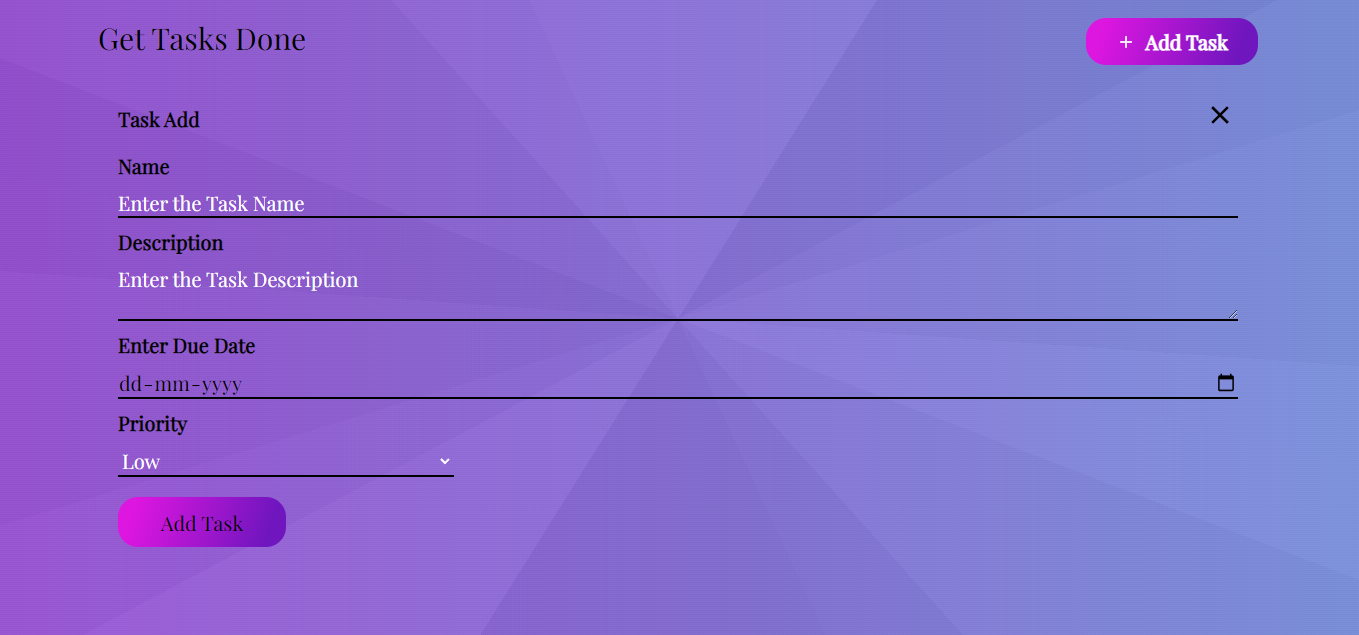 Get Tasks Done
+ Add Task
Task Add
Name
Enter the Task Name
Description
Enter the Task Description
Enter Due Date
dd-mm-yyyy
Priority
Low
Add Task